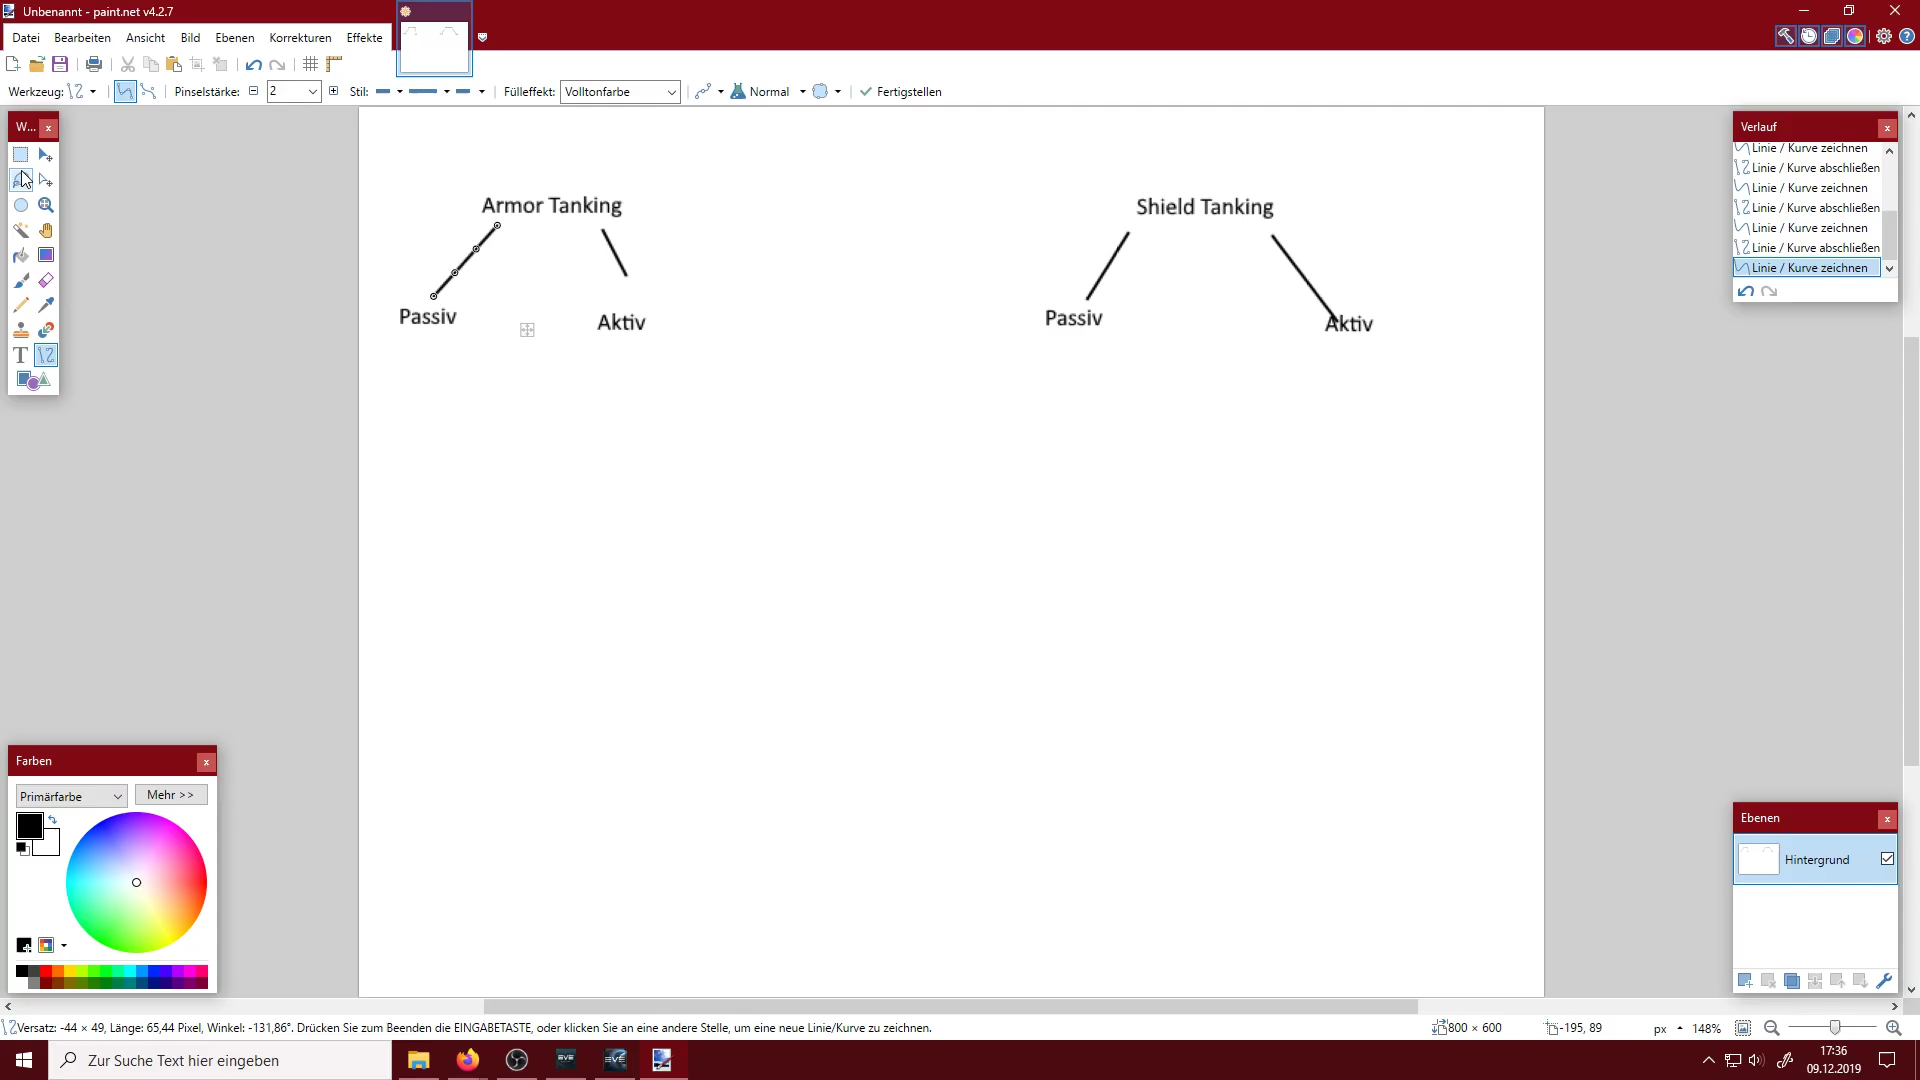 Unbenannt - paint.net v4.2.7
Datei Bearbeiten Ansicht Bild Ebenen Korrekturen Effekte
Werkzeug: Pinselstärke: 2 Stil: Fülleffekt: Volltonfarbe Normal Fertigstellen
W...
Verlauf
Linie / Kurve zeichnen
Linie / Kurve abschließen
Linie / Kurve zeichnen
Linie / Kurve abschließen
Linie / Kurve zeichnen
Linie / Kurve abschließen
Linie / Kurve zeichnen
Armor Tanking
Shield Tanking
Passiv
Aktiv
Passiv
Aktiv
Farben
Primärfarbe
Mehr >>
Ebenen
Hintergrund
Versatz: -44 × 49, Länge: 65,44 Pixel, Winkel: -131,86°. Drücken Sie zum Beenden die EINGABETASTE, oder klicken Sie an eine andere Stelle, um eine neue Linie/Kurve zu zeichnen.
800 × 600
-195, 89
px
148%
Zur Suche Text hier eingeben
EVE
EVE
17:36
09.12.2019